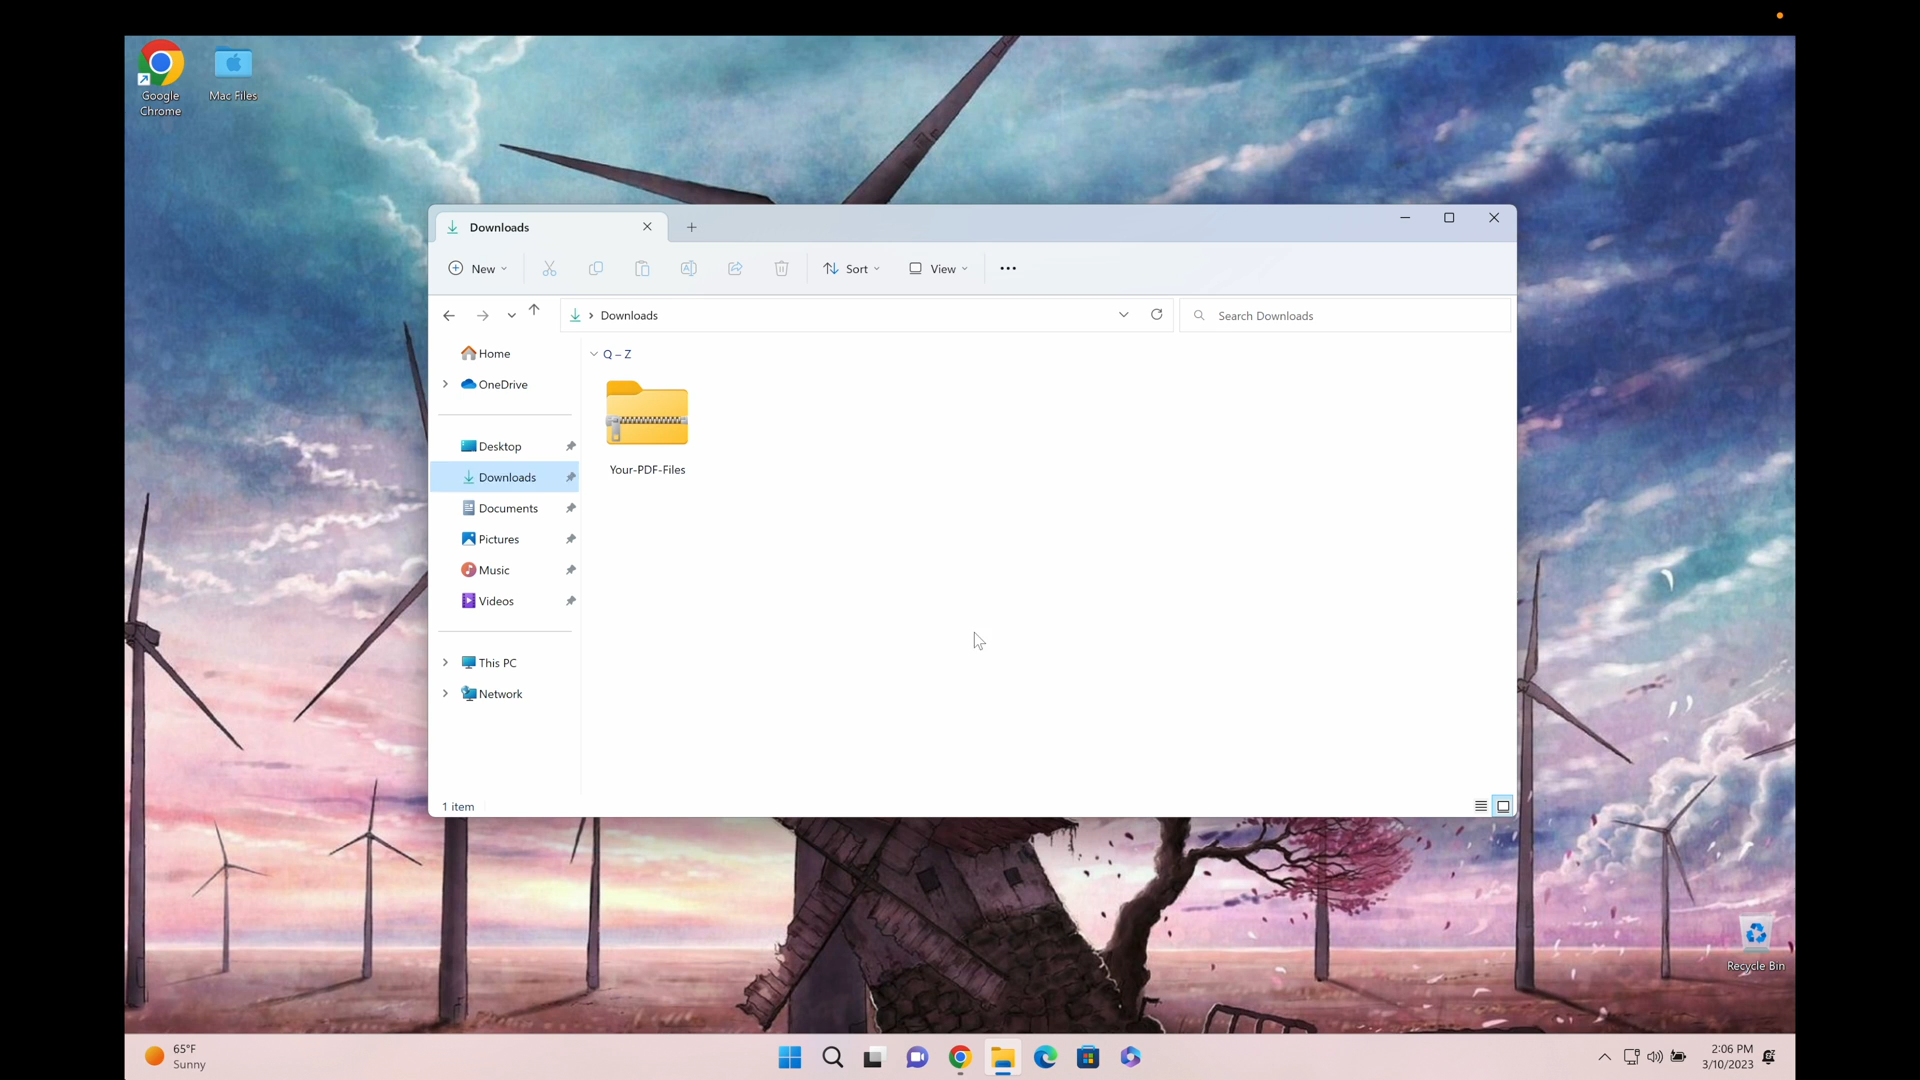 Google
Chrome
Mac Files
Downloads
New
Sort
View
Downloads
Search Downloads
Home
OneDrive
Desktop
Downloads
Documents
Pictures
Music
Videos
This PC
Network
Q – Z
Your-PDF-Files
1 item
Recycle Bin
65°F
Sunny
2:06 PM
3/10/2023